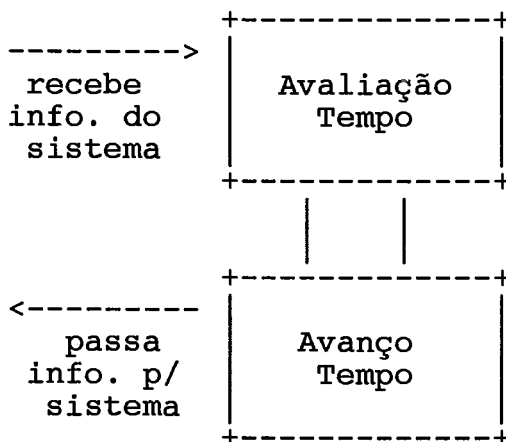 recebe
info. do
sistema
Avaliação
Tempo
passa
info. p/
sistema
Avanço
Tempo